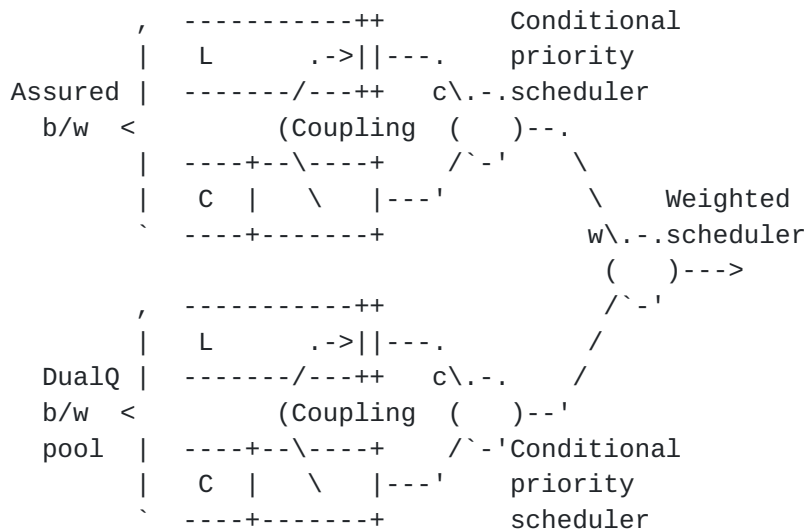 ,  -----------++       Conditional
        |   L      .->||---.   priority
Assured |  -------/---++   c\.-.scheduler
  b/w  <         (Coupling  (   )--.
        |  ----+--\----+    /`-'    \
        |   C  |   \   |---'         \    Weighted
        `  ----+-------+             w\.-.scheduler
                                      (   )--->
        ,  -----------++              /`-'
        |   L      .->||---.         /
  DualQ |  -------/---++   c\.-.    /
  b/w  <         (Coupling  (   )--'
  pool  |  ----+--\----+    /`-'Conditional
        |   C  |   \   |---'    priority
        `  ----+-------+        scheduler